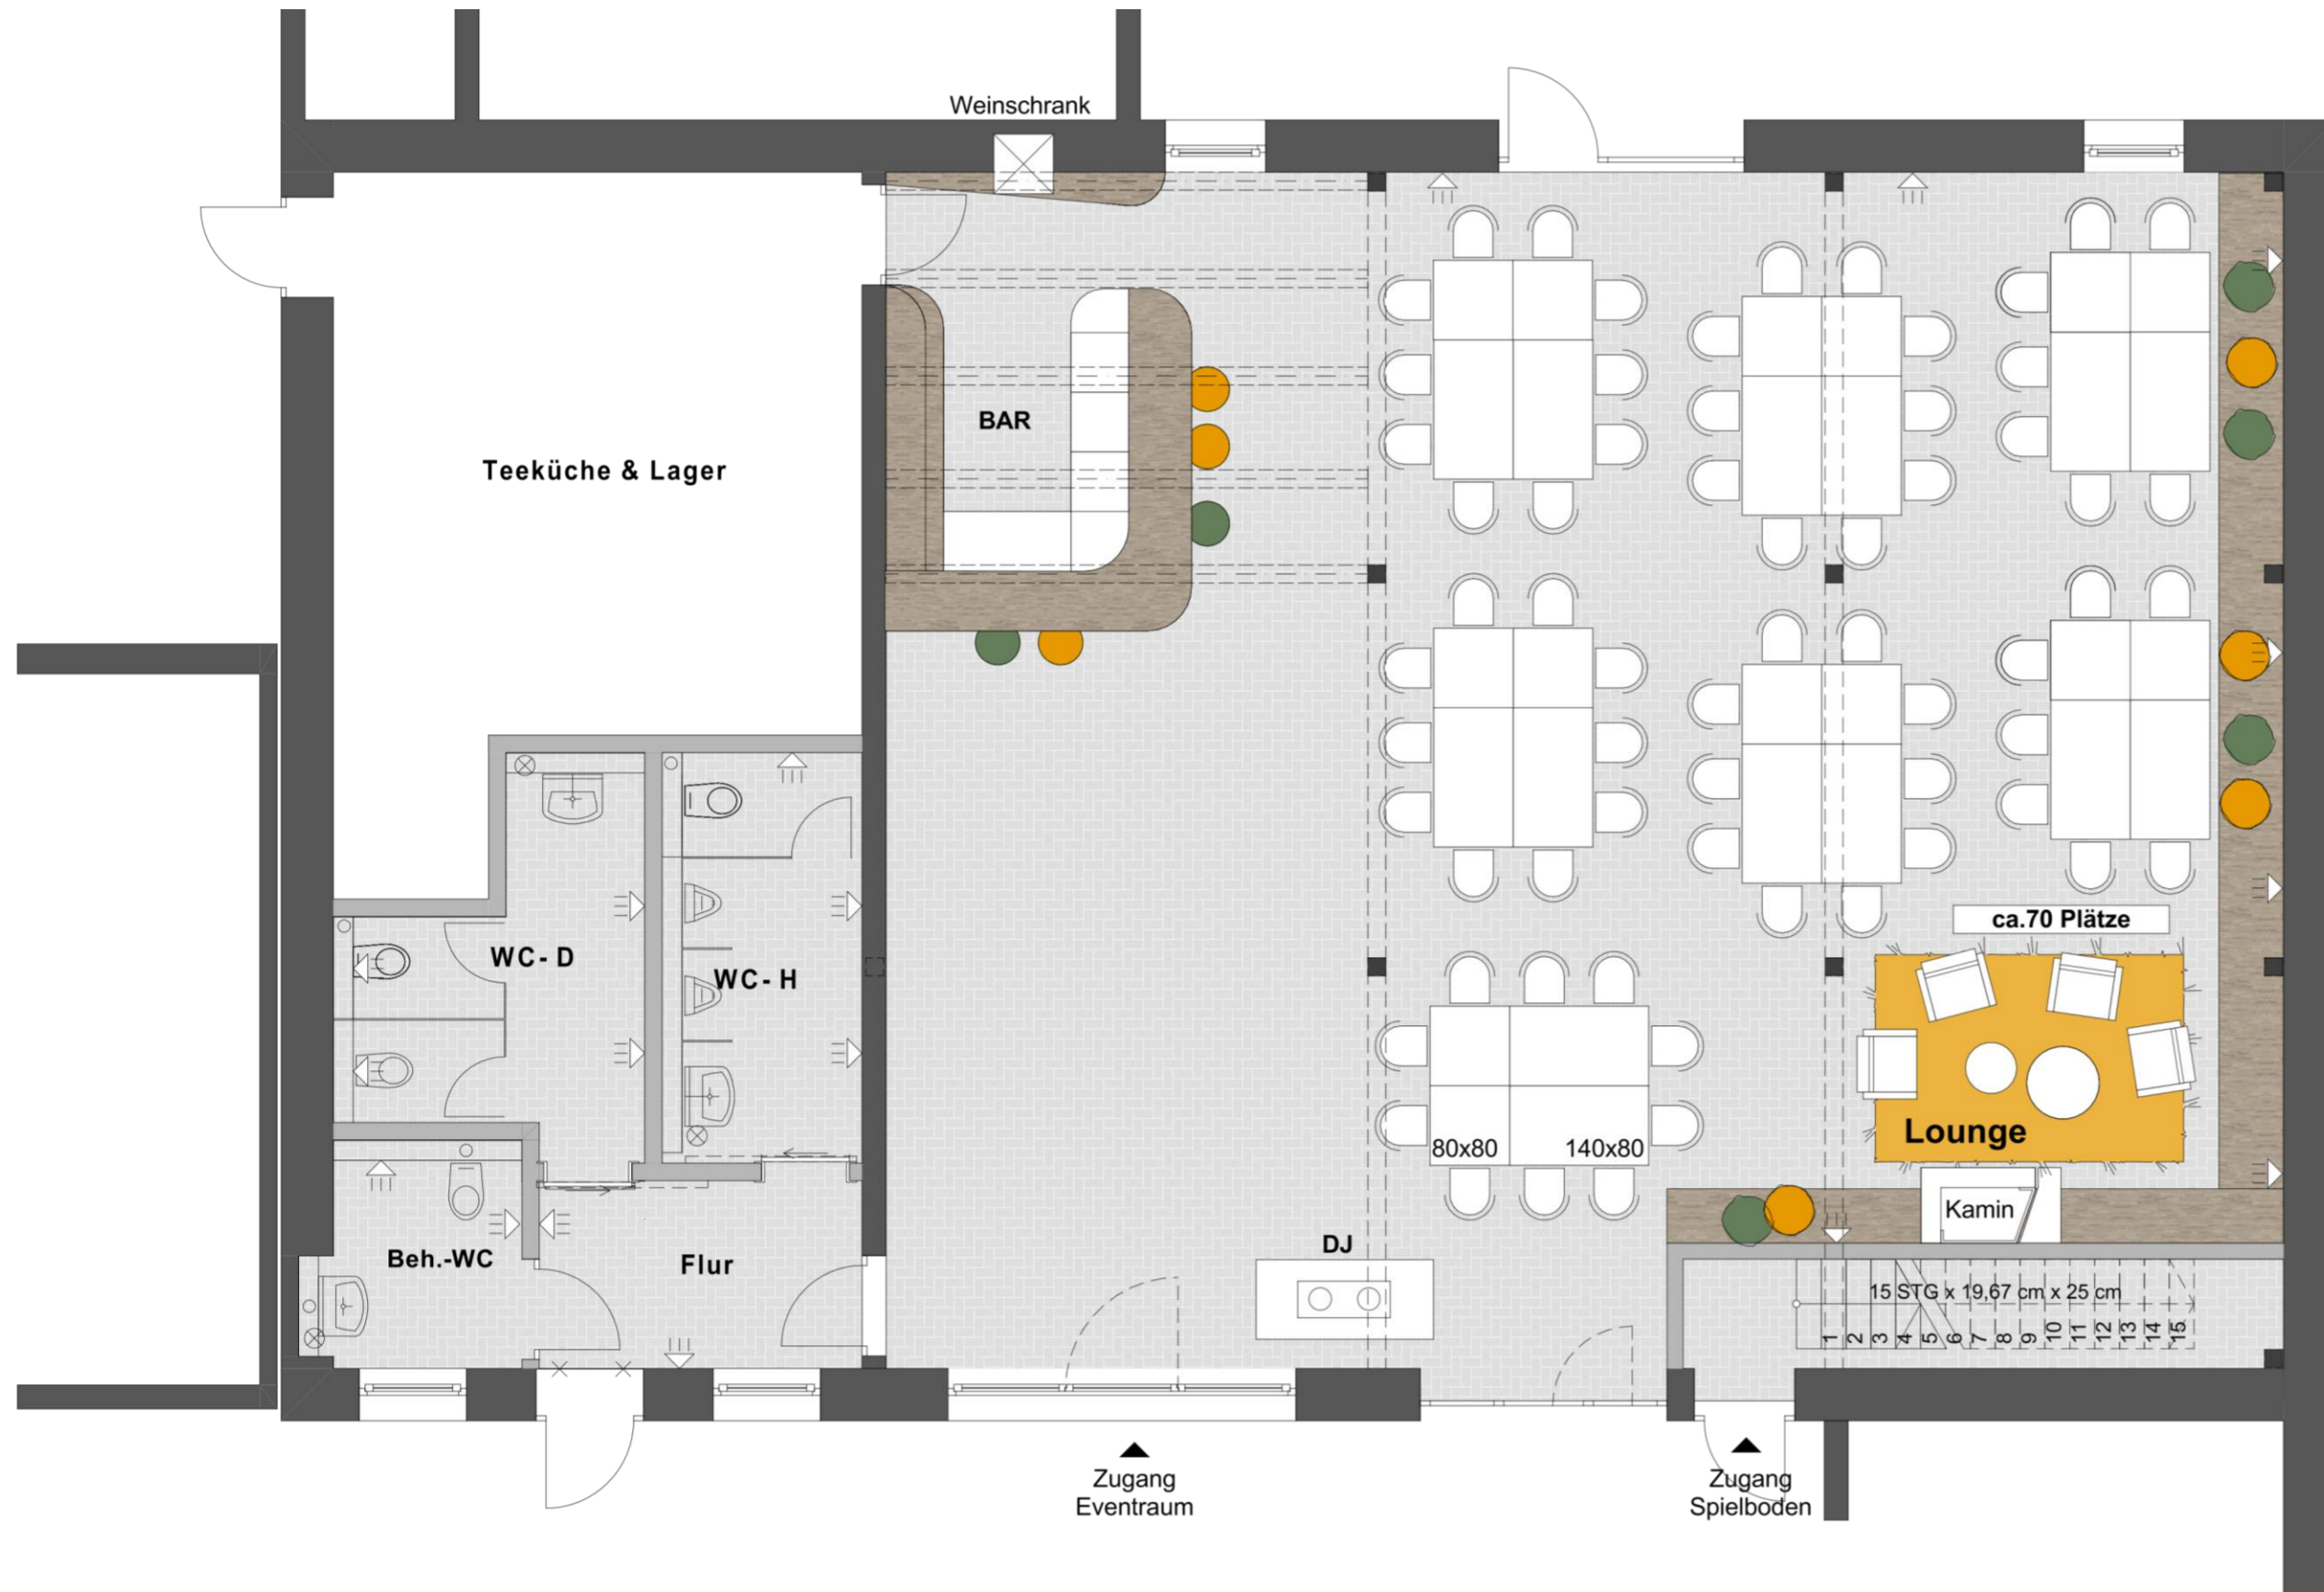 Weinschrank
BAR
Teeküche & Lager
ca.70 Plätze
WC- D
WC- H
Lounge
80x80
140x80
Kamin
DJ
Beh.-WC
Flur
15 STG x 19,67 cm x 25 cm
1 2 3 4 5 6 7 8 9 10 11 12 13 14 15
Zugang
Eventraum
Zugang
Spielboden